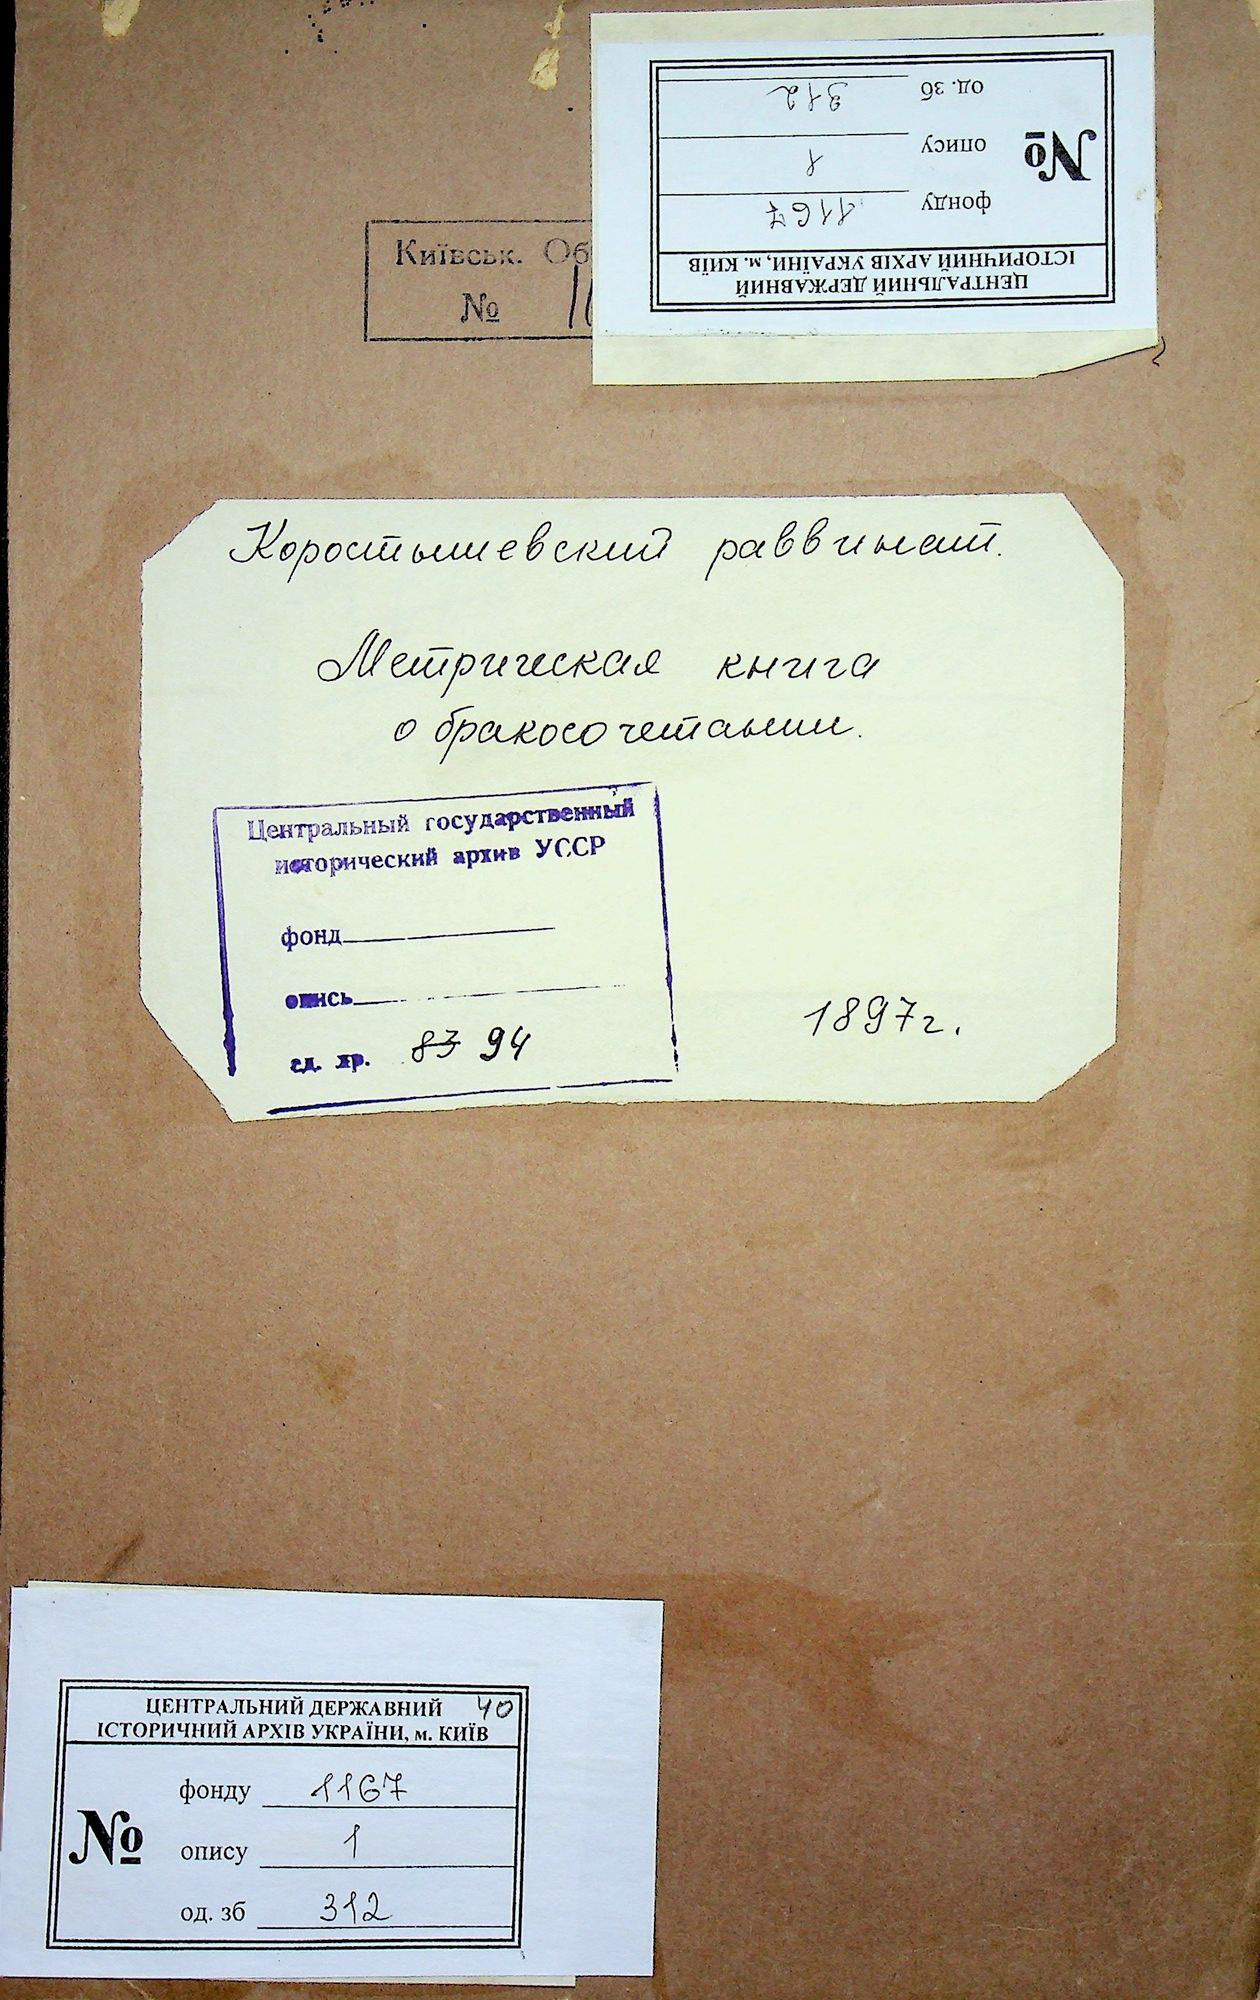 ЦЕНТРАЛЬНИЙ ДЕРЖАВНИЙ
ІСТОРИЧНИЙ АРХІВ УКРАЇНИ, м. КИЇВ
№
фонду 1167
опису 1
од. зб 312
Київськ. Об
№
Коростышевский раввинат.
Метрическая книга
о бракосочетании.
Центральный государственный
исторический архив УССР
фонд
опись
ед. хр. 83 94
1897г.
ЦЕНТРАЛЬНИЙ ДЕРЖАВНИЙ 40
ІСТОРИЧНИЙ АРХІВ УКРАЇНИ, м. КИЇВ
№
фонду 1167
опису 1
од. зб 312